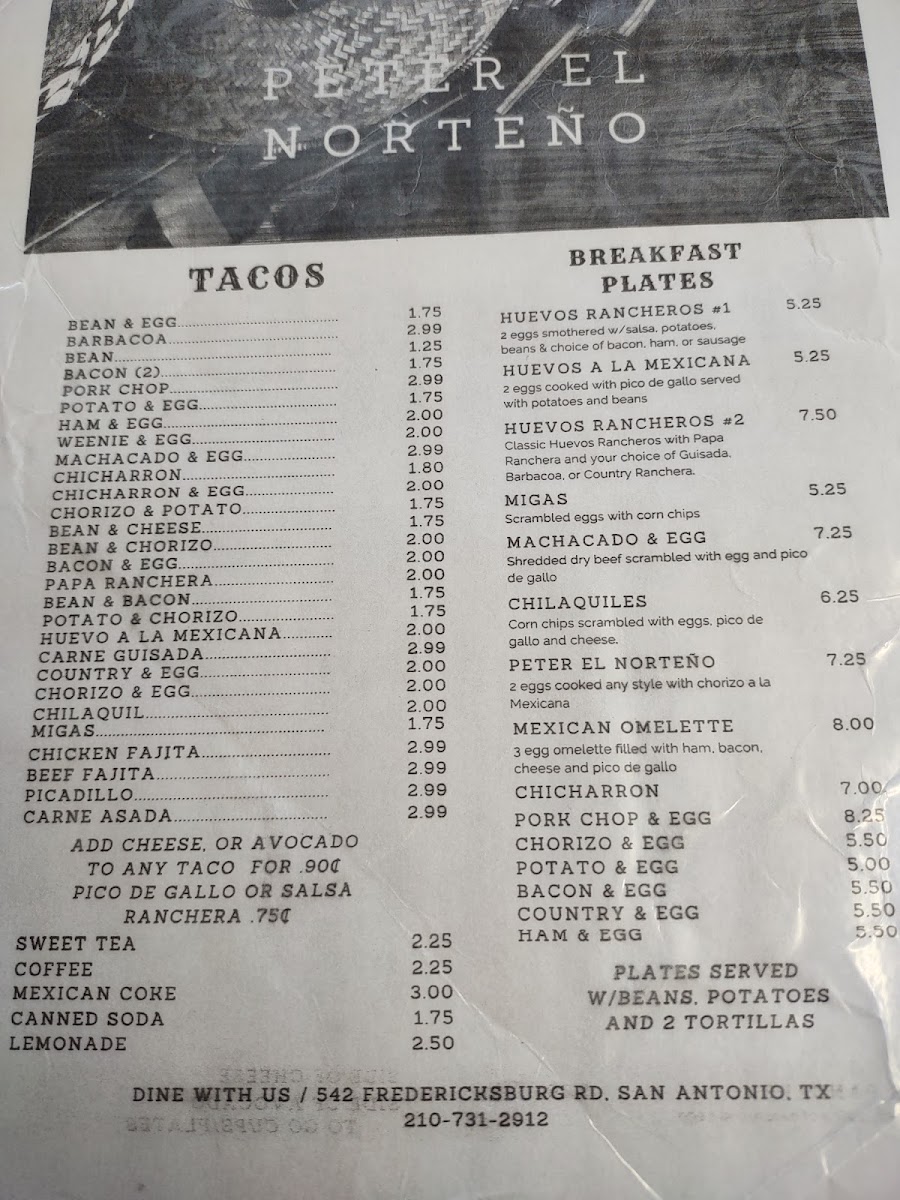 PETER EL
NORTEÑO
TACOS
BEAN & EGG 1.75
BARBACOA 2.99
BEAN 1.25
BACON (2) 1.75
PORK CHOP 2.99
POTATO & EGG 1.75
HAM & EGG 2.00
WEENIE & EGG 2.00
MACHACADO & EGG 2.99
CHICHARRON 1.80
CHICHARRON & EGG 2.00
CHORIZO & POTATO 1.75
BEAN & CHEESE 1.75
BEAN & CHORIZO 2.00
BACON & EGG 2.00
PAPA RANCHERA 2.00
BEAN & BACON 1.75
POTATO & CHORIZO 1.75
HUEVO A LA MEXICANA 2.00
CARNE GUISADA 2.99
COUNTRY & EGG 2.00
CHORIZO & EGG 2.00
CHILAQUIL 2.00
MIGAS 1.75
CHICKEN FAJITA 2.99
BEEF FAJITA 2.99
PICADILLO 2.99
CARNE ASADA 2.99
ADD CHEESE, OR AVOCADO
TO ANY TACO FOR .90¢
PICO DE GALLO OR SALSA
RANCHERA .75¢
SWEET TEA 2.25
COFFEE 2.25
MEXICAN COKE 3.00
CANNED SODA 1.75
LEMONADE 2.50
BREAKFAST
PLATES
HUEVOS RANCHEROS #1 5.25
2 eggs smothered w/salsa, potatoes,
beans & choice of bacon, ham, or sausage
HUEVOS A LA MEXICANA 5.25
2 eggs cooked with pico de gallo served
with potatoes and beans
HUEVOS RANCHEROS #2 7.50
Classic Huevos Rancheros with Papa
Ranchera and your choice of Guisada,
Barbacoa, or Country Ranchera.
MIGAS 5.25
Scrambled eggs with corn chips
MACHACADO & EGG 7.25
Shredded dry beef scrambled with egg and pico
de gallo
CHILAQUILES 6.25
Corn chips scrambled with eggs, pico de
gallo and cheese.
PETER EL NORTEÑO 7.25
2 eggs cooked any style with chorizo a la
Mexicana
MEXICAN OMELETTE 8.00
3 egg omelette filled with ham, bacon,
cheese and pico de gallo
CHICHARRON 7.00
PORK CHOP & EGG 8.25
CHORIZO & EGG 5.50
POTATO & EGG 5.00
BACON & EGG 5.50
COUNTRY & EGG 5.50
HAM & EGG 5.50
PLATES SERVED
W/BEANS, POTATOES
AND 2 TORTILLAS
DINE WITH US / 542 FREDERICKSBURG RD, SAN ANTONIO, TX
210-731-2912